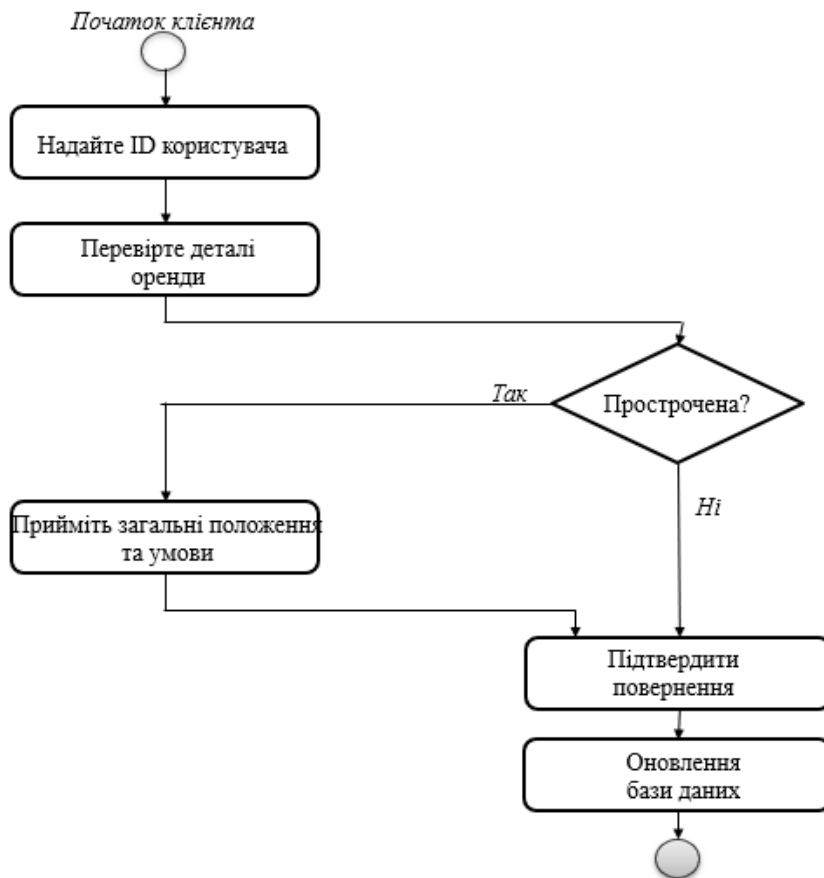 Початок клієнта
Надайте ID користувача
Перевірте деталі
оренди
Прострочена?
Так
Ні
Прийміть загальні положення
та умови
Підтвердити
повернення
Оновлення
бази даних